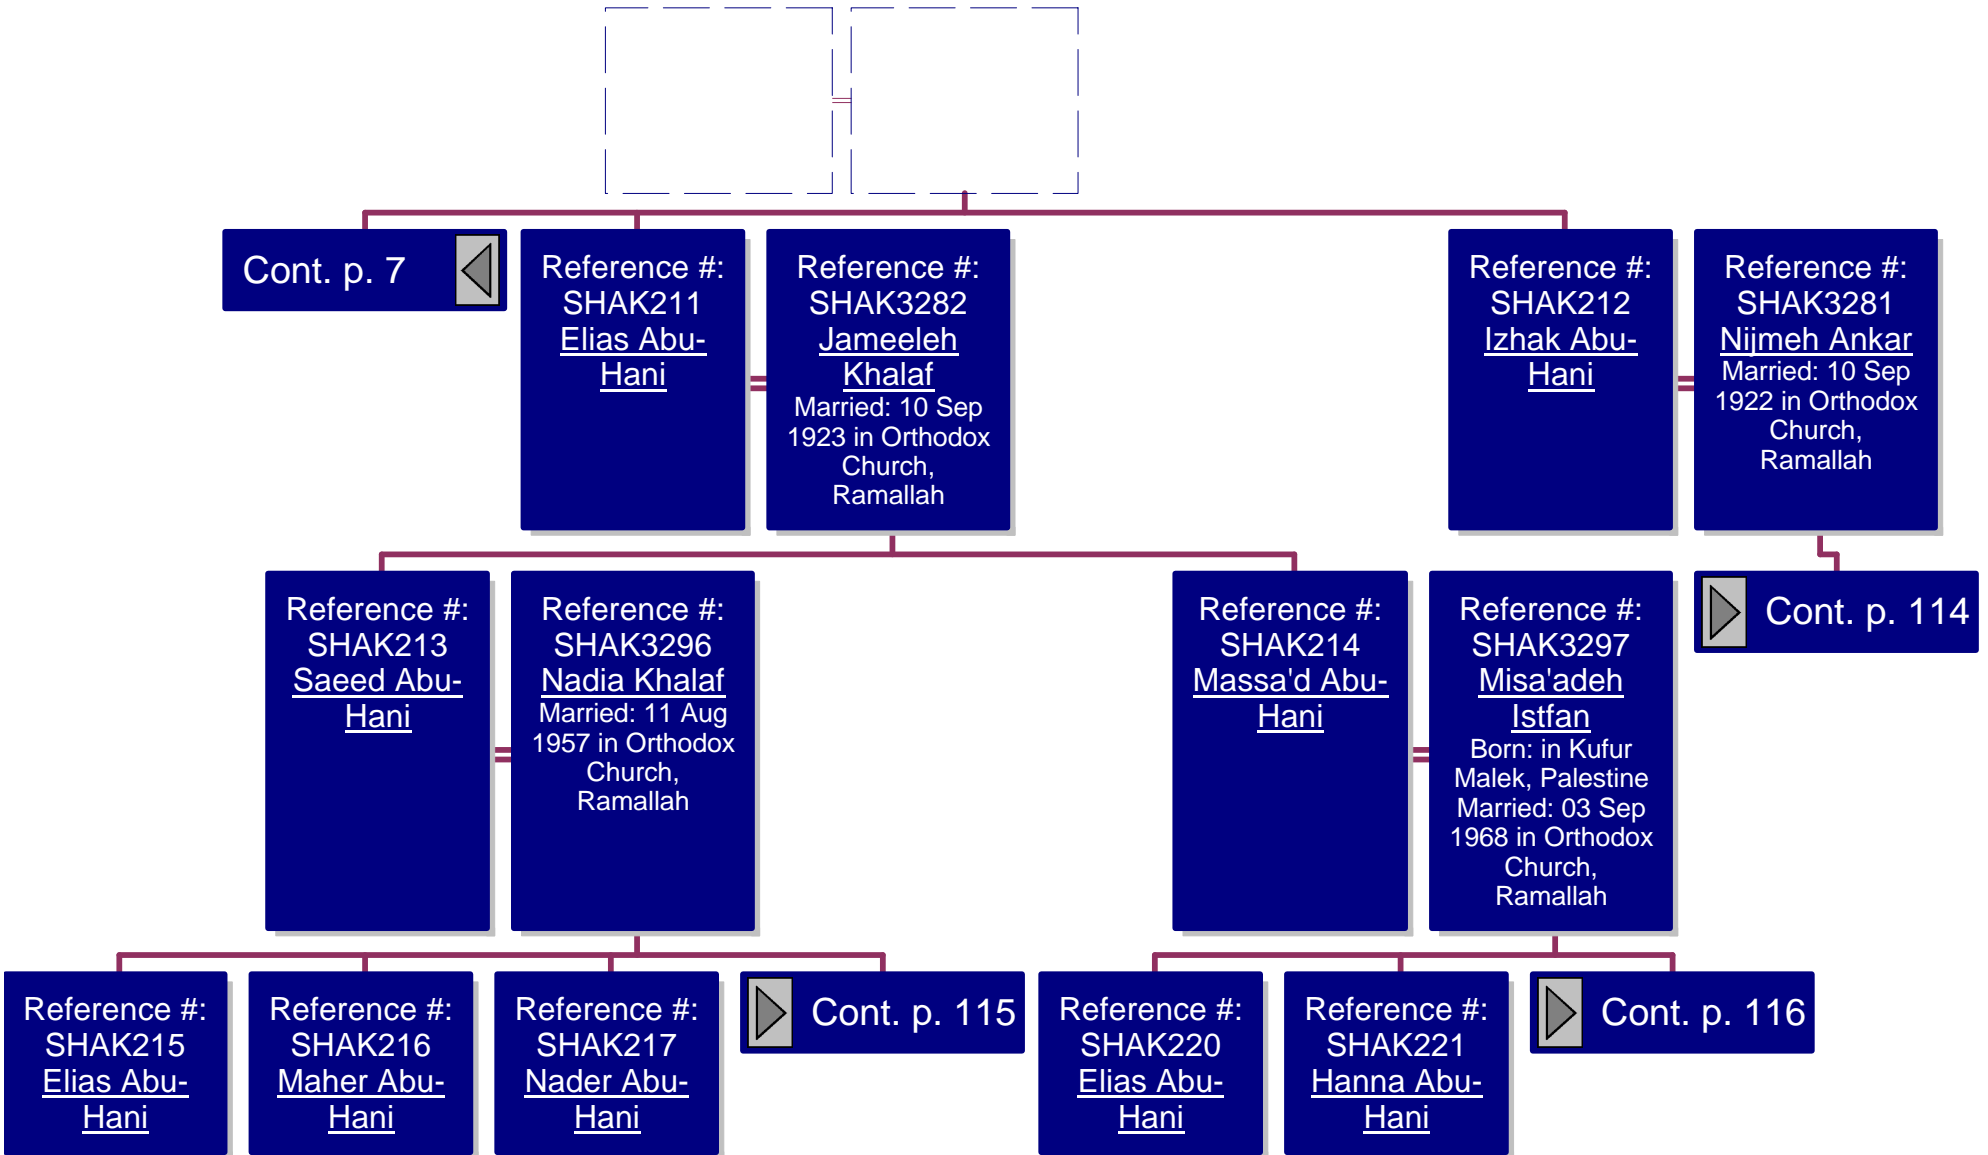 Cont. p. 7
Reference #:
SHAK211
Elias Abu-
Hani
Reference #:
SHAK3282
Jameeleh
Khalaf
Married: 10 Sep
1923 in Orthodox
Church,
Ramallah
Reference #:
SHAK212
Izhak Abu-
Hani
Reference #:
SHAK3281
Nijmeh Ankar
Married: 10 Sep
1922 in Orthodox
Church,
Ramallah
Reference #:
SHAK213
Saeed Abu-
Hani
Reference #:
SHAK3296
Nadia Khalaf
Married: 11 Aug
1957 in Orthodox
Church,
Ramallah
Reference #:
SHAK214
Massa'd Abu-
Hani
Reference #:
SHAK3297
Misa'adeh
Istfan
Born: in Kufur
Malek, Palestine
Married: 03 Sep
1968 in Orthodox
Church,
Ramallah
Cont. p. 114
Reference #:
SHAK215
Elias Abu-
Hani
Reference #:
SHAK216
Maher Abu-
Hani
Reference #:
SHAK217
Nader Abu-
Hani
Cont. p. 115
Reference #:
SHAK220
Elias Abu-
Hani
Reference #:
SHAK221
Hanna Abu-
Hani
Cont. p. 116